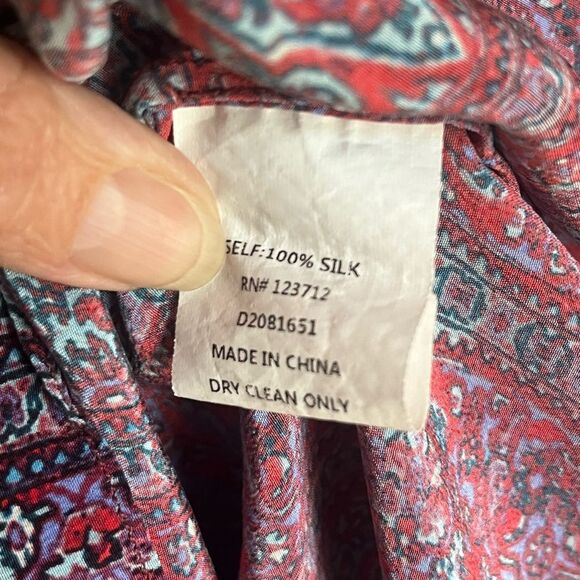 SELF:100% SILK
RN# 123712
D2081651
MADE IN CHINA
DRY CLEAN ONLY